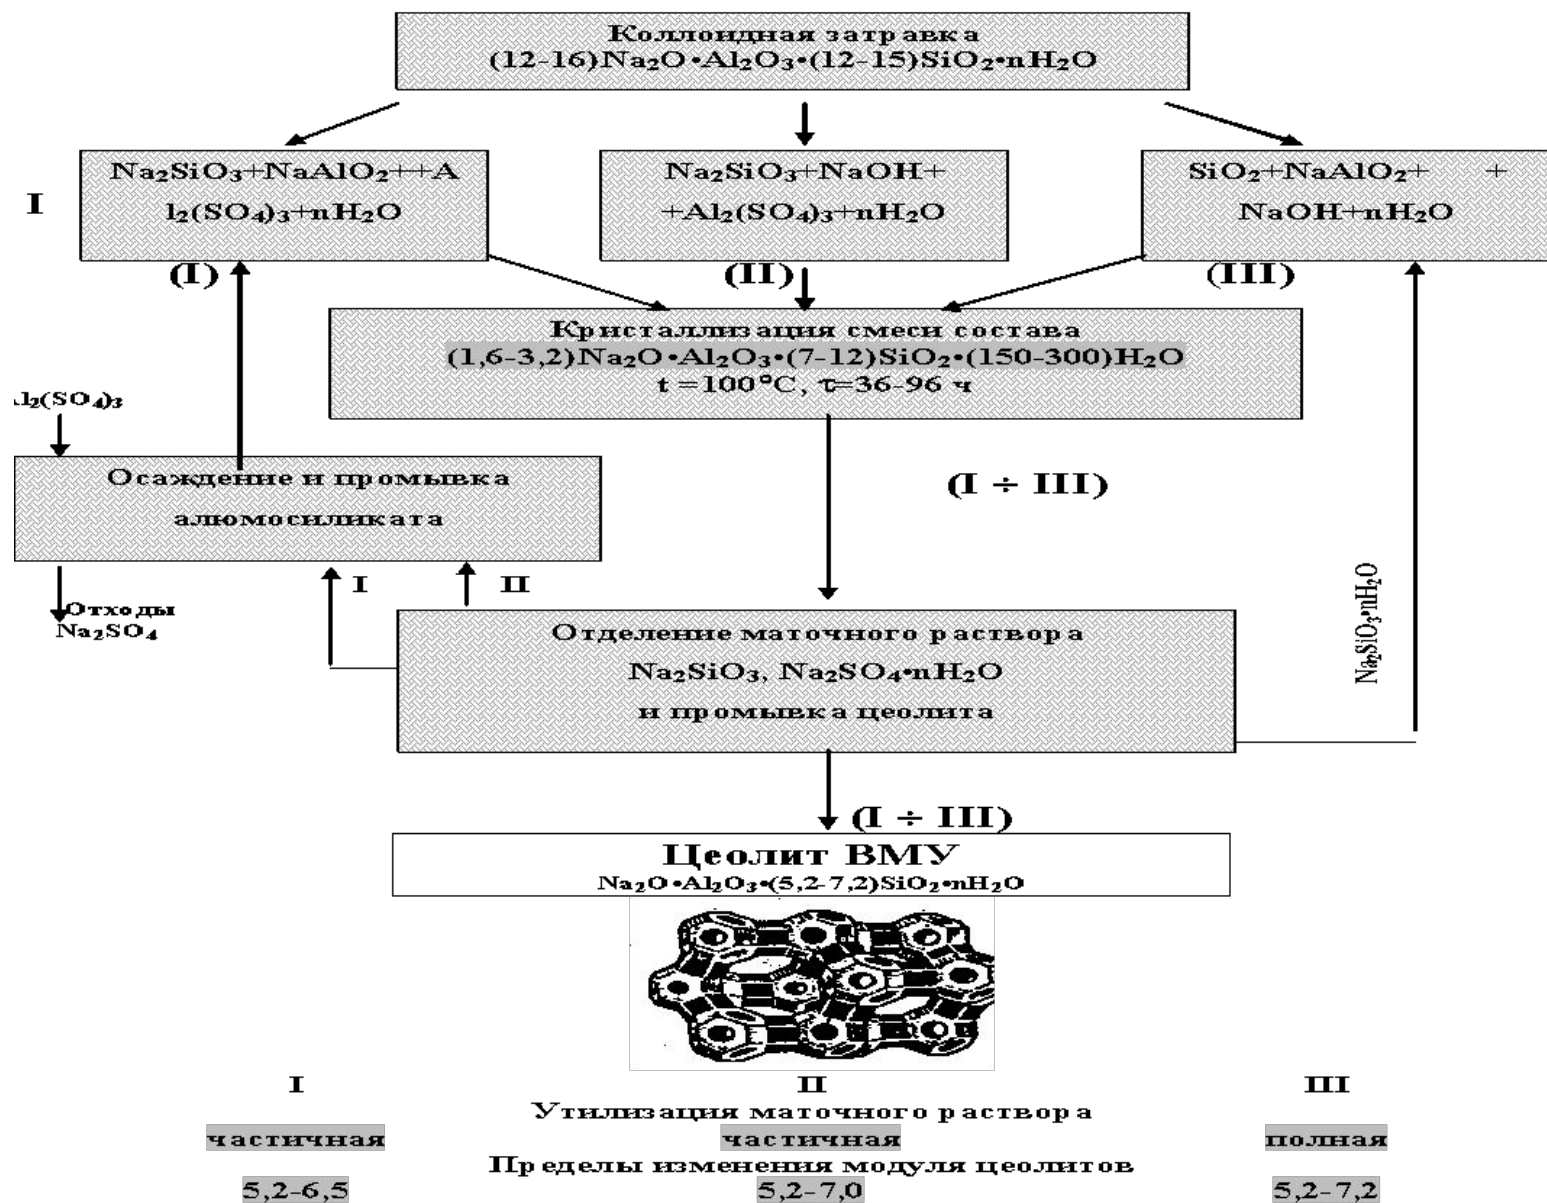 Коллоидная затравка
(12-16)Na₂O•Al₂O₃•(12-15)SiO₂•nH₂O
Na₂SiO₃+NaAlO₂++A
l₂(SO₄)₃+nH₂O
Na₂SiO₃+NaOH+
+Al₂(SO₄)₃+nH₂O
SiO₂+NaAlO₂+ +
NaOH+nH₂O
I
(I)
(II)
(III)
Кристаллизация смеси состава
(1,6-3,2)Na₂O•Al₂O₃•(7-12)SiO₂•(150-300)H₂O
t =100°C, τ=36-96 ч
Al₂(SO₄)₃
Осаждение и промывка
алюмосиликата
(I ÷ III)
I
II
Отходы
Na₂SO₄
Na₂SiO₃•nH₂O
Отделение маточного раствора
Na₂SiO₃, Na₂SO₄•nH₂O
и промывка цеолита
(I ÷ III)
Цеолит ВМУ
Na₂O•Al₂O₃•(5,2-7,2)SiO₂•nH₂O
I II III
Утилизация маточного раствора
частичная частичная полная
Пределы изменения модуля цеолитов
5,2-6,5 5,2-7,0 5,2-7,2